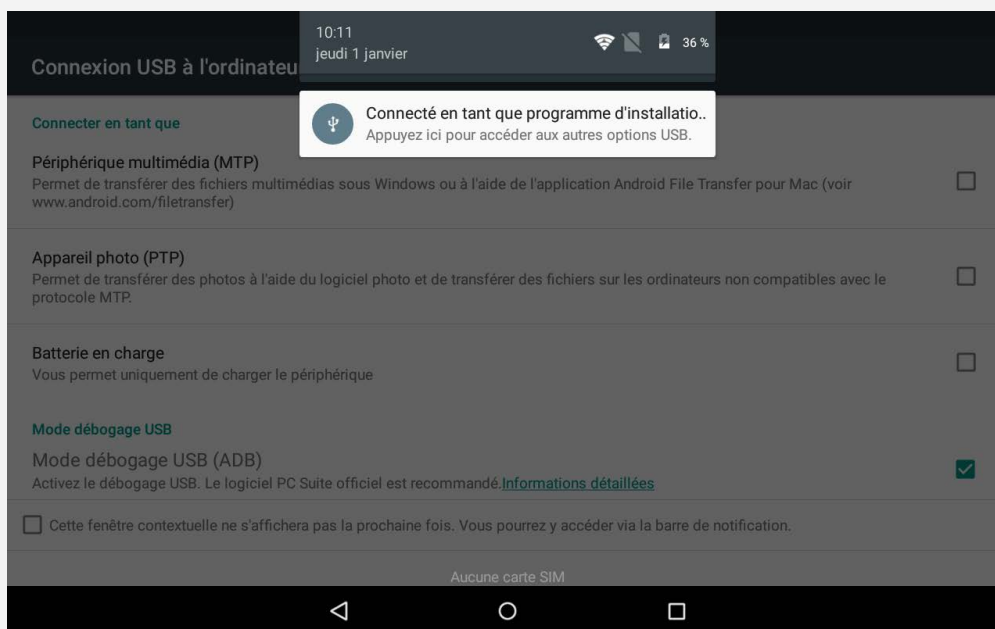 10:11
jeudi 1 janvier
36 %
Connexion USB à l'ordinateu
Connecté en tant que programme d'installatio..
Appuyez ici pour accéder aux autres options USB.
Connecter en tant que
Périphérique multimédia (MTP)
Permet de transférer des fichiers multimédias sous Windows ou à l'aide de l'application Android File Transfer pour Mac (voir
www.android.com/filetransfer)
Appareil photo (PTP)
Permet de transférer des photos à l'aide du logiciel photo et de transférer des fichiers sur les ordinateurs non compatibles avec le
protocole MTP.
Batterie en charge
Vous permet uniquement de charger le périphérique
Mode débogage USB
Mode débogage USB (ADB)
Activez le débogage USB. Le logiciel PC Suite officiel est recommandé.Informations détaillées
Cette fenêtre contextuelle ne s'affichera pas la prochaine fois. Vous pourrez y accéder via la barre de notification.
Aucune carte SIM